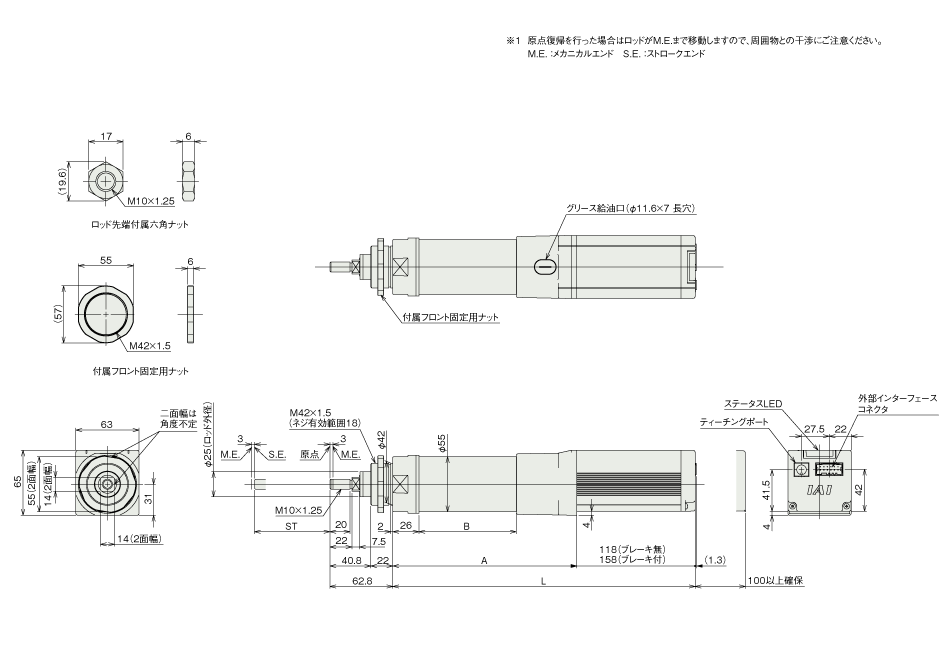 ※1 原点復帰を行った場合はロッドがM.E.まで移動しますので、周囲物との干渉にご注意ください。
M.E.：メカニカルエンド S.E.：ストロークエンド
17
6
(19.6)
M10×1.25
ロッド先端付属六角ナット
グリース給油口(φ11.6×7 長穴)
55
6
(57)
M42×1.5
付属フロント固定用ナット
付属フロント固定用ナット
二面幅は
角度不定
63
65
55(2面幅)
14(2面幅)
31
14(2面幅)
φ25(ロッド外径)
M42×1.5
(ネジ有効範囲18)
φ42
φ55
3
3
M.E.
S.E.
原点
M.E.
M10×1.25
ST
20
2
26
B
4
22
7.5
40.8
22
A
118(ブレーキ無)
158(ブレーキ付)
(1.3)
62.8
L
100以上確保
ステータスLED
外部インターフェース
コネクタ
ティーチングポート
27.5
22
41.5
42
4
IAI